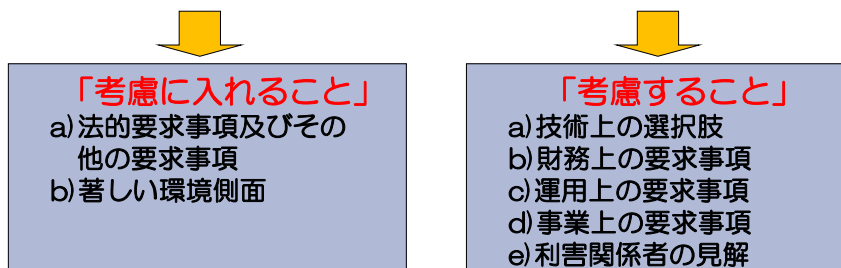 「考慮に入れること」
a)法的要求事項及びその
他の要求事項
b)著しい環境側面
「考慮すること」
a)技術上の選択肢
b)財務上の要求事項
c)運用上の要求事項
d)事業上の要求事項
e)利害関係者の見解